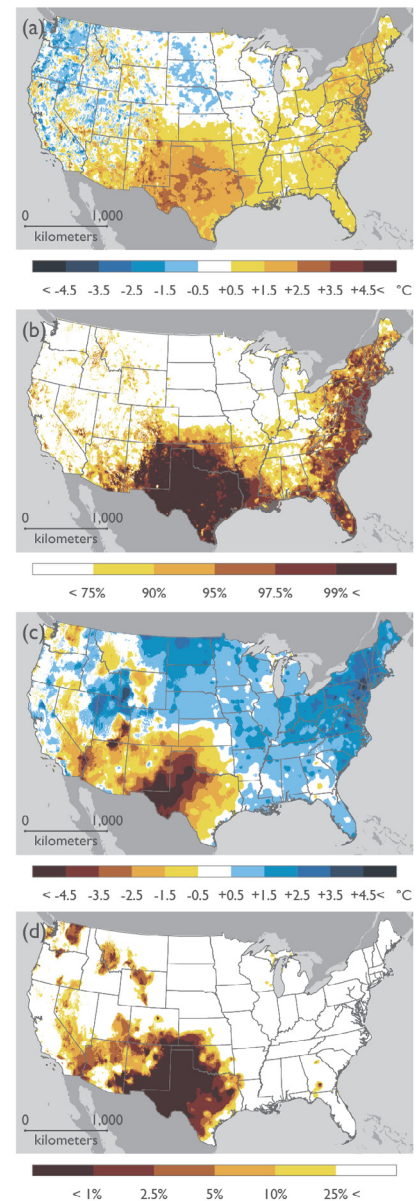 (a)
0 1,000
kilometers
< -4.5 -3.5 -2.5 -1.5 -0.5 +0.5 +1.5 +2.5 +3.5 +4.5< °C
(b)
0 1,000
kilometers
< 75% 90% 95% 97.5% 99% <
(c)
0 1,000
kilometers
< -4.5 -3.5 -2.5 -1.5 -0.5 +0.5 +1.5 +2.5 +3.5 +4.5< °C
(d)
0 1,000
kilometers
< 1% 2.5% 5% 10% 25% <